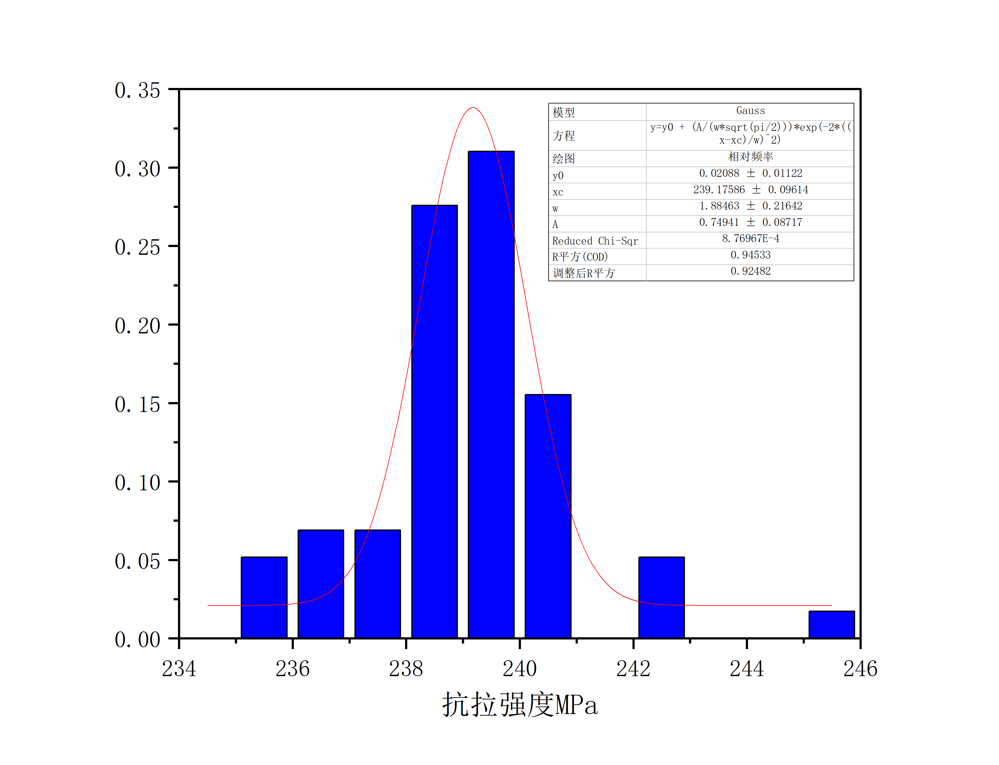 0.35
0.30
0.25
0.20
0.15
0.10
0.05
0.00
234
236
238
240
242
244
246
抗拉强度MPa
模型 Gauss
方程 y=y0 + (A/(w*sqrt(pi/2)))*exp(-2*((
x-xc)/w)^2)
绘图 相对频率
y0 0.02088 ± 0.01122
xc 239.17586 ± 0.09614
w 1.88463 ± 0.21642
A 0.74941 ± 0.08717
Reduced Chi-Sqr 8.76967E-4
R平方(COD) 0.94533
调整后R平方 0.92482